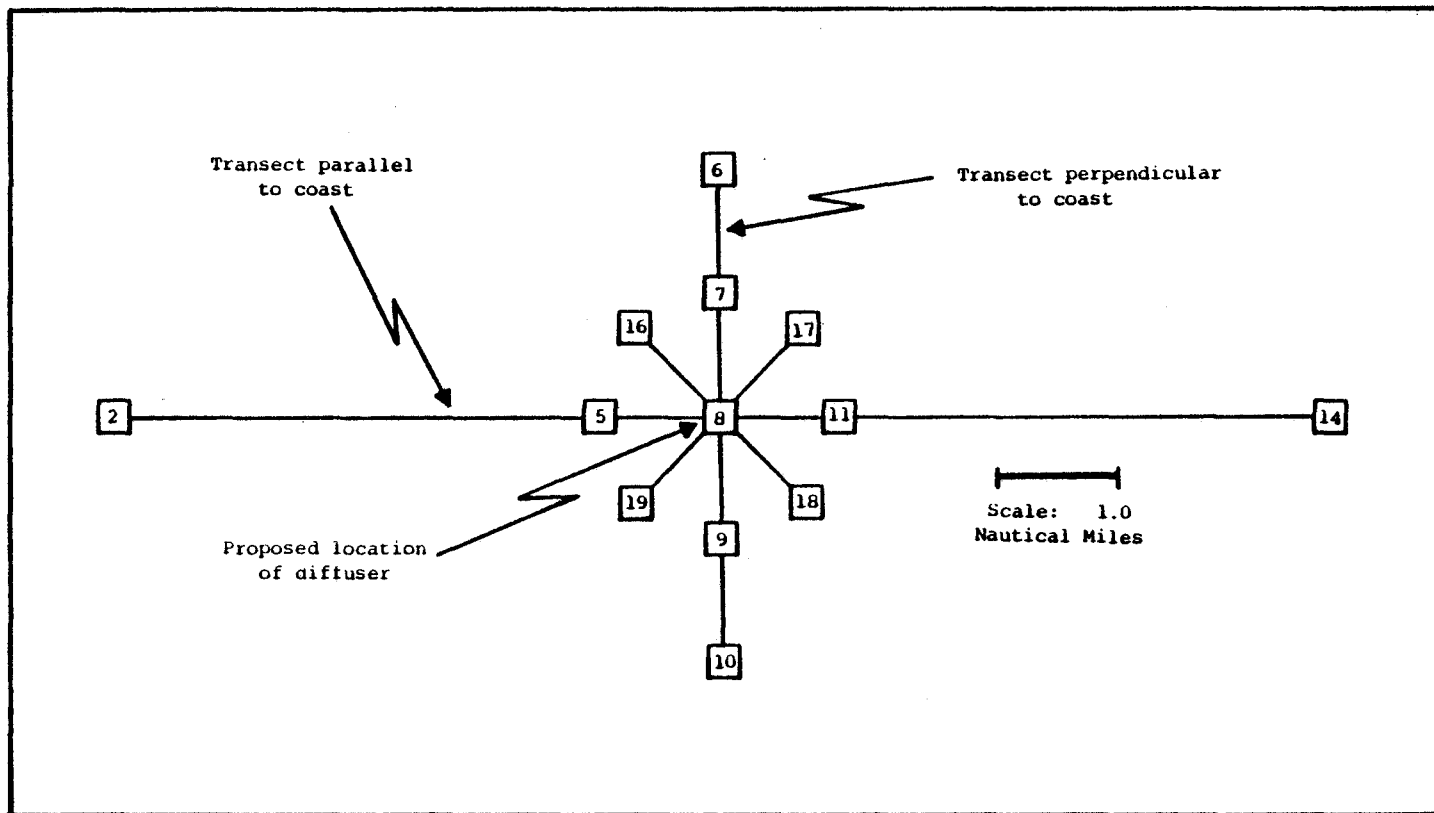 Transect parallel
to coast
6
Transect perpendicular
to coast
7
16
17
2
5
8
11
14
19
18
Scale: 1.0
Nautical Miles
9
Proposed location
of diffuser
10